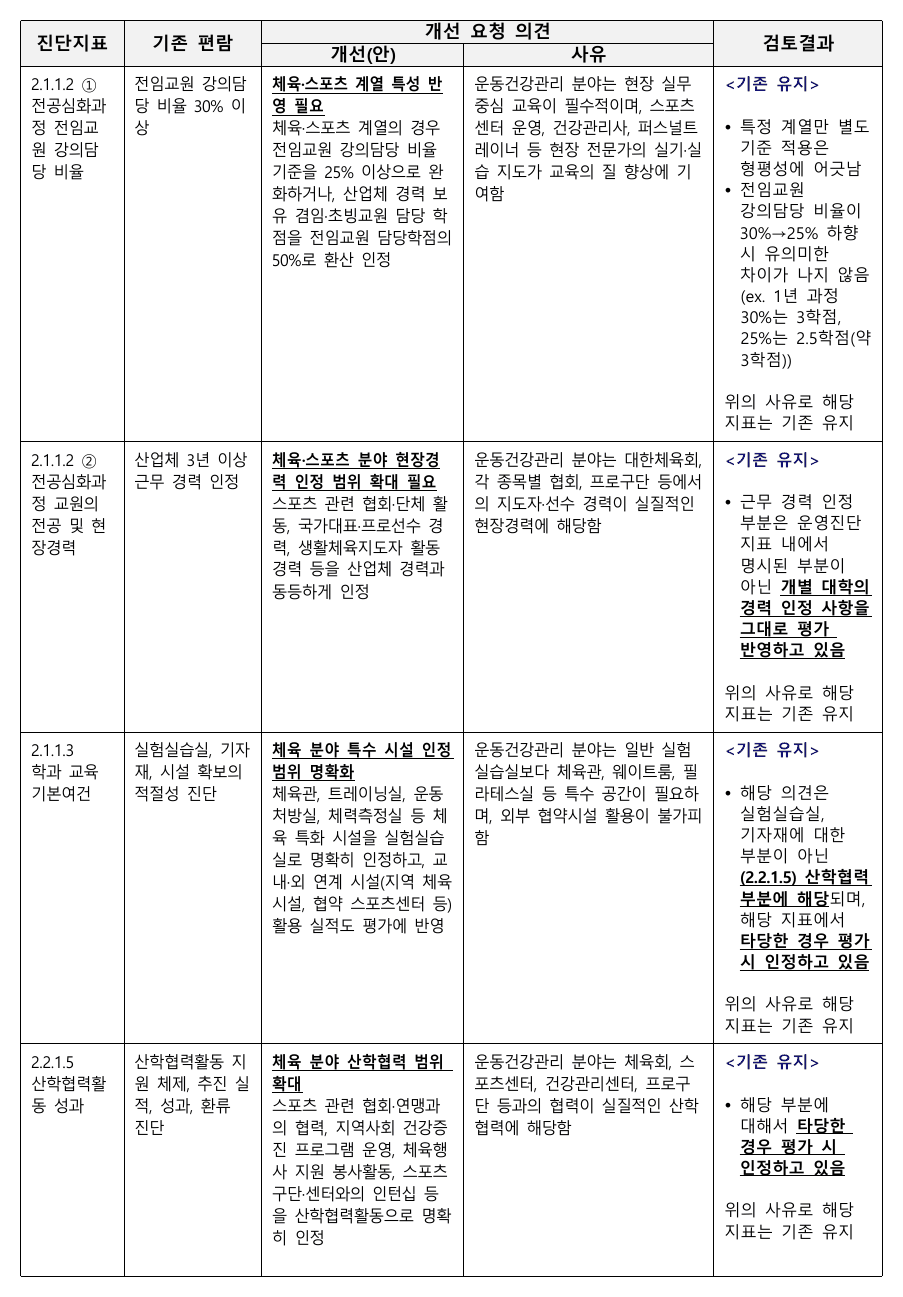 진단지표
기존 편람
개선 요청 의견
개선(안)
사유
검토결과
2.1.1.2 ①
전공심화과
정 전임교
원 강의담
당 비율
전임교원 강의담
당 비율 30% 이
상
체육·스포츠 계열 특성 반
영 필요
체육·스포츠 계열의 경우
전임교원 강의담당 비율
기준을 25% 이상으로 완
화하거나, 산업체 경력 보
유 겸임·초빙교원 담당 학
점을 전임교원 담당학점의
50%로 환산 인정
운동건강관리 분야는 현장 실무
중심 교육이 필수적이며, 스포츠
센터 운영, 건강관리사, 퍼스널트
레이너 등 현장 전문가의 실기·실
습 지도가 교육의 질 향상에 기
여함
<기존 유지>
• 특정 계열만 별도
기준 적용은
형평성에 어긋남
• 전임교원
강의담당 비율이
30%→25% 하향
시 유의미한
차이가 나지 않음
(ex. 1년 과정
30%는 3학점,
25%는 2.5학점(약
3학점))
위의 사유로 해당
지표는 기존 유지
2.1.1.2 ②
전공심화과
정 교원의
전공 및 현
장경력
산업체 3년 이상
근무 경력 인정
체육·스포츠 분야 현장경
력 인정 범위 확대 필요
스포츠 관련 협회·단체 활
동, 국가대표·프로선수 경
력, 생활체육지도자 활동
경력 등을 산업체 경력과
동등하게 인정
운동건강관리 분야는 대한체육회,
각 종목별 협회, 프로구단 등에서
의 지도자·선수 경력이 실질적인
현장경력에 해당함
<기존 유지>
• 근무 경력 인정
부분은 운영진단
지표 내에서
명시된 부분이
아닌 개별 대학의
경력 인정 사항을
그대로 평가
반영하고 있음
위의 사유로 해당
지표는 기존 유지
2.1.1.3
학과 교육
기본여건
실험실습실, 기자
재, 시설 확보의
적절성 진단
체육 분야 특수 시설 인정
범위 명확화
체육관, 트레이닝실, 운동
처방실, 체력측정실 등 체
육 특화 시설을 실험실습
실로 명확히 인정하고, 교
내·외 연계 시설(지역 체육
시설, 협약 스포츠센터 등)
활용 실적도 평가에 반영
운동건강관리 분야는 일반 실험
실습실보다 체육관, 웨이트룸, 필
라테스실 등 특수 공간이 필요하
며, 외부 협약시설 활용이 불가피
함
<기존 유지>
• 해당 의견은
실험실습실,
기자재에 대한
부분이 아닌
(2.2.1.5) 산학협력
부분에 해당되며,
해당 지표에서
타당한 경우 평가
시 인정하고 있음
위의 사유로 해당
지표는 기존 유지
2.2.1.5
산학협력활
동 성과
산학협력활동 지
원 체제, 추진 실
적, 성과, 환류
진단
체육 분야 산학협력 범위
확대
스포츠 관련 협회·연맹과
의 협력, 지역사회 건강증
진 프로그램 운영, 체육행
사 지원 봉사활동, 스포츠
구단·센터와의 인턴십 등
을 산학협력활동으로 명확
히 인정
운동건강관리 분야는 체육회, 스
포츠센터, 건강관리센터, 프로구
단 등과의 협력이 실질적인 산학
협력에 해당함
<기존 유지>
• 해당 부분에
대해서 타당한
경우 평가 시
인정하고 있음
위의 사유로 해당
지표는 기존 유지